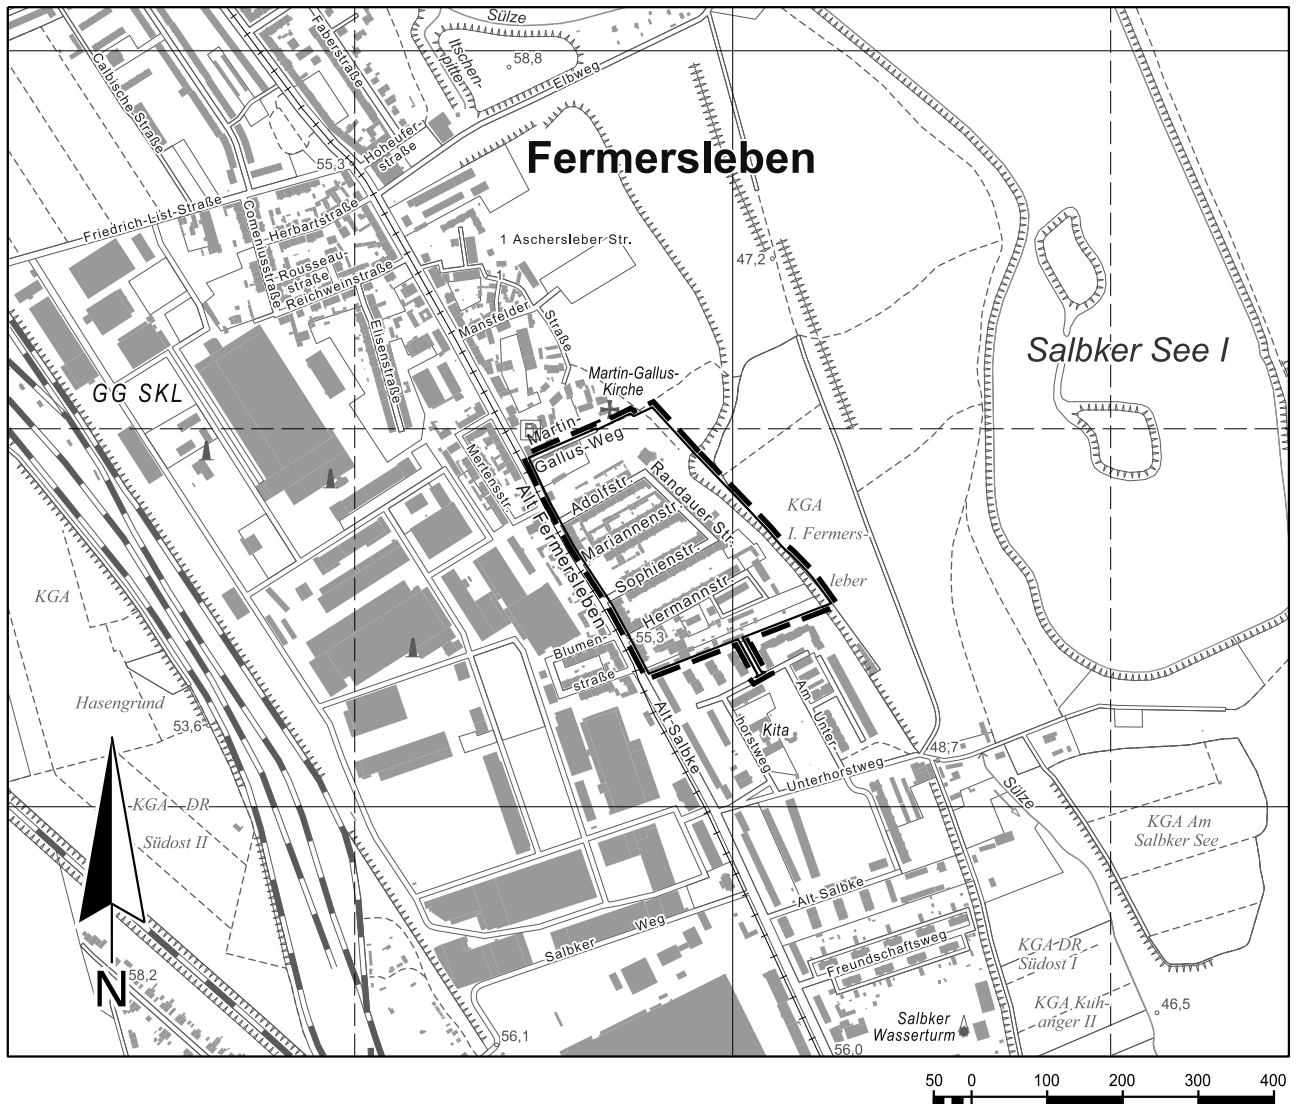 Sülze
Faberstraße
Itschen-
pitter
58,8
Elbweg
Calbische Straße
Hoheufer-
straße
55,3
Fermersleben
Friedrich-List-Straße
Comeniusstraße
Herbartstraße
Rousseau-
straße
Reichweinstraße
1 Aschersleber Str.
1
47,2
Mansfelder
Straße
Elisenstraße
Salbker See I
GG SKL
Martin-Gallus-
Kirche
Martin
Gallus-Weg
Mertensstr.
Alt Fermersleben
Adolfstr.
Randauer Str.
Mariannenstr.
Sophienstr.
Hermannstr.
KGA
I. Fermers-
leber
KGA
55,3
Blumen-
straße
Hasengrund
53,6
Alt-Salbke
Am Unter-
horstweg
Kita
Unterhorstweg
48,7
Sülze
KGA DR
Südost II
KGA Am
Salbker See
Alt-Salbke
Salbker Weg
Freundschaftsweg
KGA DR
Südost I
KGA Kuh-
anger II
46,5
58,2
N
56,1
Salbker
Wasserturm
56,0
50 0 100 200 300 400